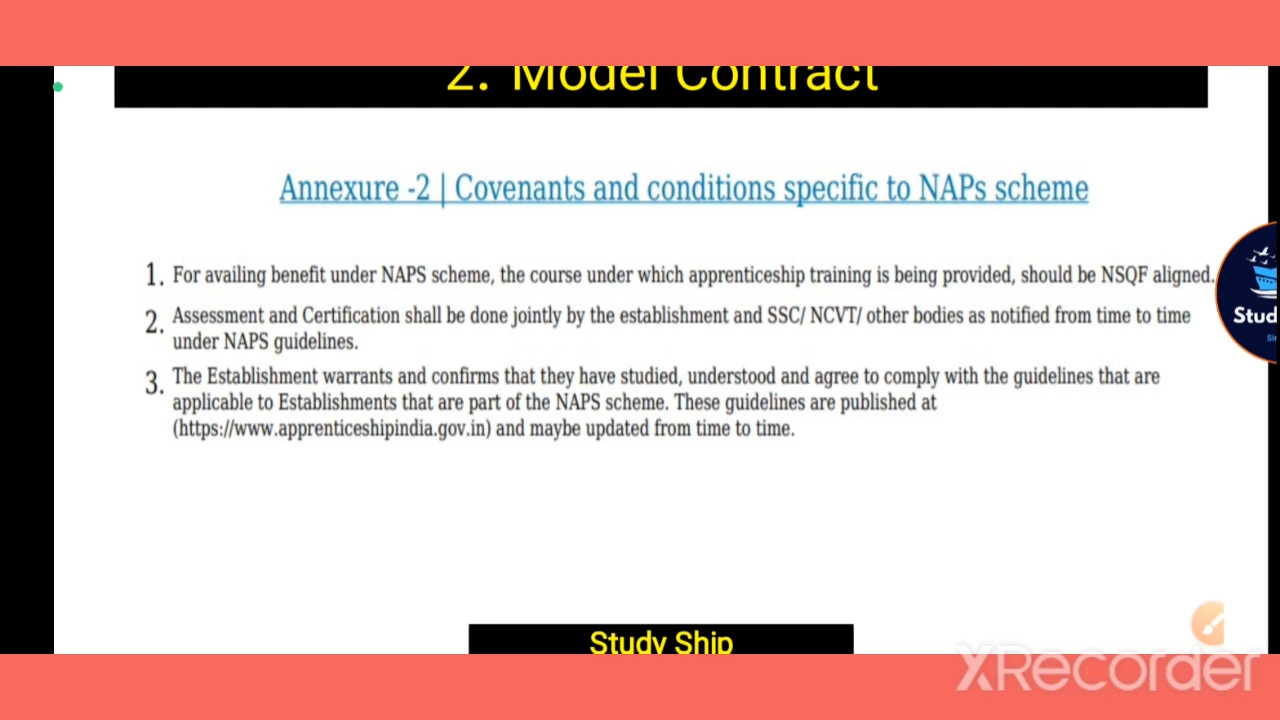 2. Model Contract
Annexure -2 | Covenants and conditions specific to NAPs scheme
1. For availing benefit under NAPS scheme, the course under which apprenticeship training is being provided, should be NSQF aligned.
2. Assessment and Certification shall be done jointly by the establishment and SSC/ NCVT/ other bodies as notified from time to time
under NAPS guidelines.
3. The Establishment warrants and confirms that they have studied, understood and agree to comply with the guidelines that are
applicable to Establishments that are part of the NAPS scheme. These guidelines are published at
(https://www.apprenticeshipindia.gov.in) and maybe updated from time to time.
Stud
Study Ship
XRecorder